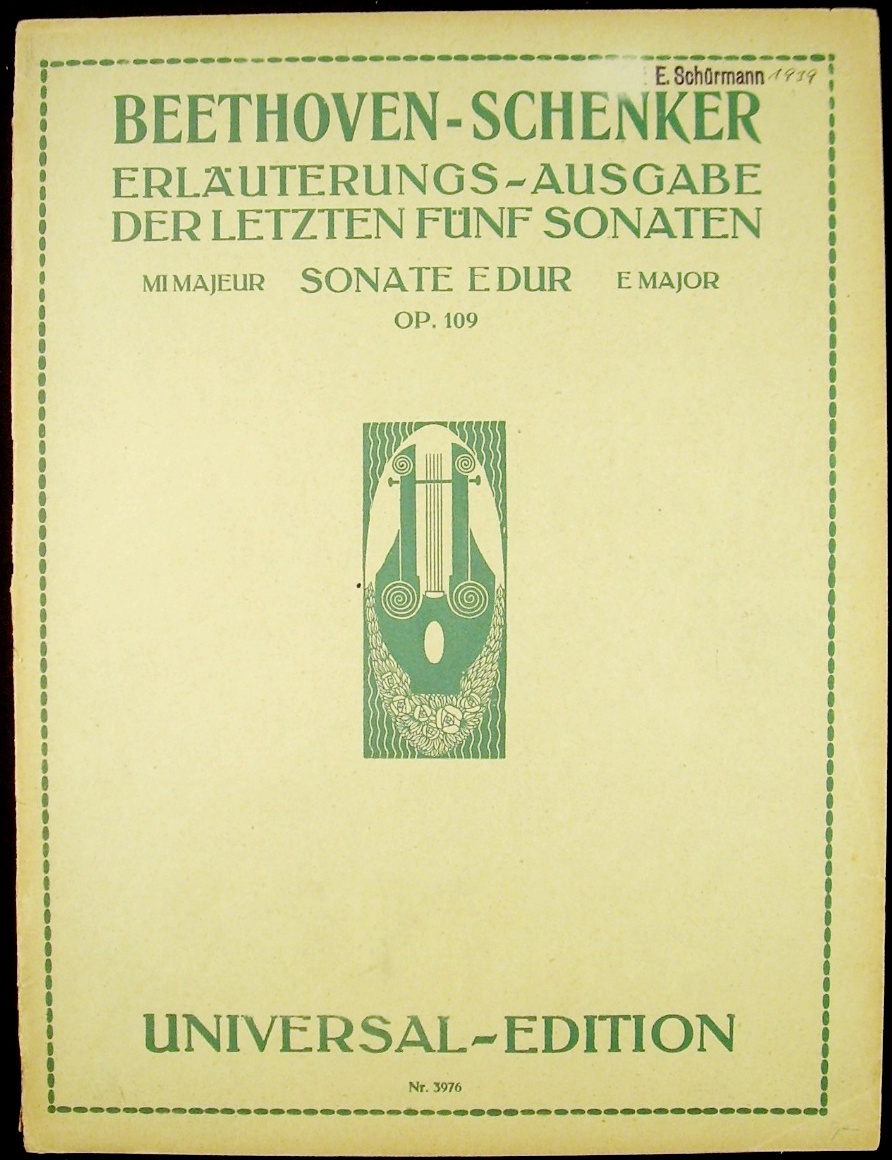 E. Schürmann 1939
BEETHOVEN-SCHENKER
ERLÄUTERUNGS-AUSGABE
DER LETZTEN FÜNF SONATEN
MI MAJEUR SONATE E DUR E MAJOR
OP. 109
UNIVERSAL-EDITION
Nr. 3976